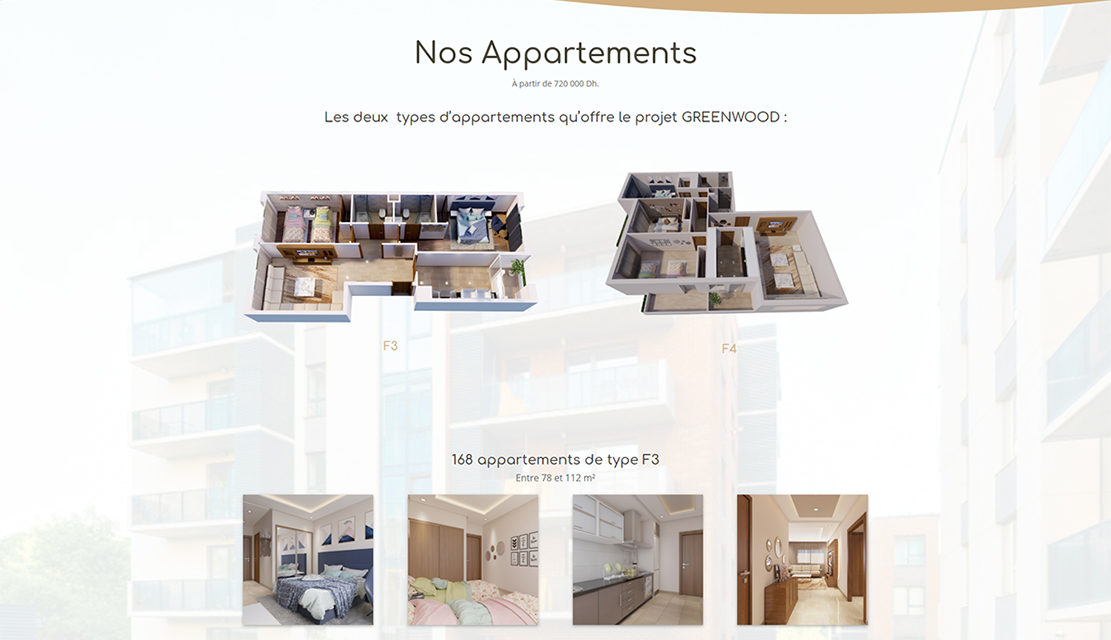 Nos Appartements
À partir de 720 000 Dh.
Les deux types d'appartements qu'offre le projet GREENWOOD :
F3
F4
168 appartements de type F3
Entre 78 et 112 m²